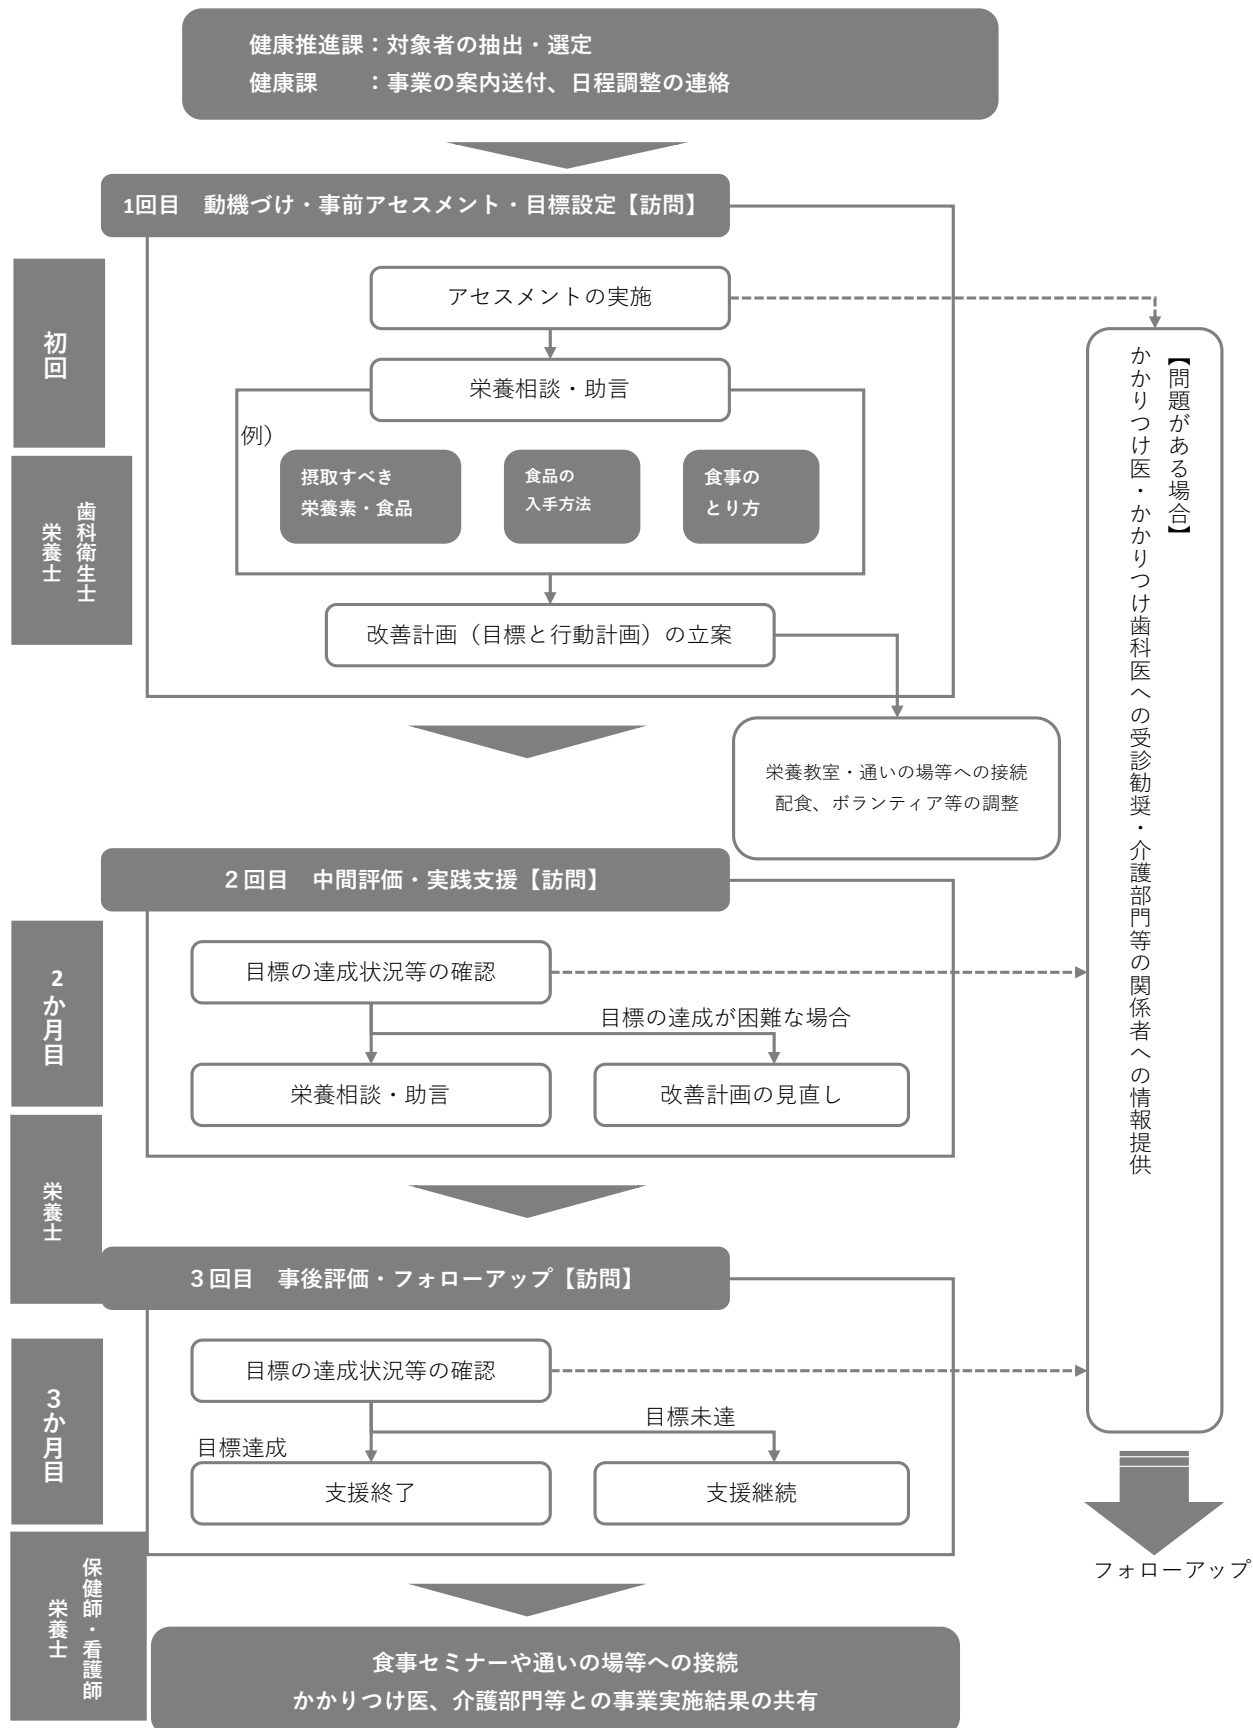 健康推進課：対象者の抽出・選定
健康課　　：事業の案内送付、日程調整の連絡
1回目　動機づけ・事前アセスメント・目標設定【訪問】
初回
歯科衛生士
栄養士
アセスメントの実施
栄養相談・助言
例）
摂取すべき
栄養素・食品
食品の
入手方法
食事の
とり方
改善計画（目標と行動計画）の立案
栄養教室・通いの場等への接続
配食、ボランティア等の調整
【問題がある場合】
かかりつけ医・かかりつけ歯科医への受診勧奨・介護部門等の関係者への情報提供
２回目　中間評価・実践支援【訪問】
2か月目
栄養士
目標の達成状況等の確認
目標の達成が困難な場合
栄養相談・助言
改善計画の見直し
３回目　事後評価・フォローアップ【訪問】
３か月目
保健師・看護師
栄養士
目標の達成状況等の確認
目標未達
目標達成
支援終了
支援継続
フォローアップ
食事セミナーや通いの場等への接続
かかりつけ医、介護部門等との事業実施結果の共有